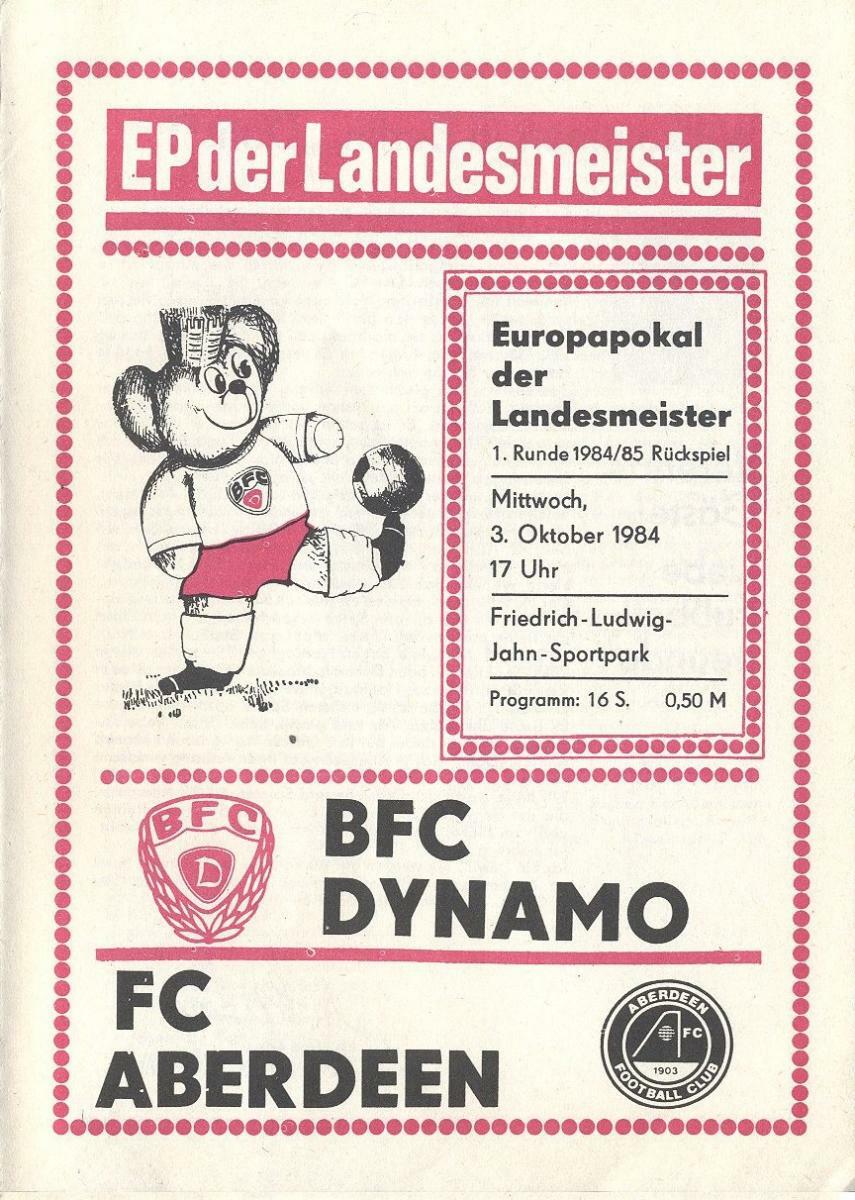 EP der Landesmeister
BFC
D
Europapokal
der
Landesmeister
1. Runde 1984/85 Rückspiel
Mittwoch,
3. Oktober 1984
17 Uhr
Friedrich-Ludwig-
Jahn-Sportpark
Programm: 16 S. 0,50 M
BFC
D
BFC
DYNAMO
FC
ABERDEEN
ABERDEEN
A FC
1903
FOOTBALL CLUB